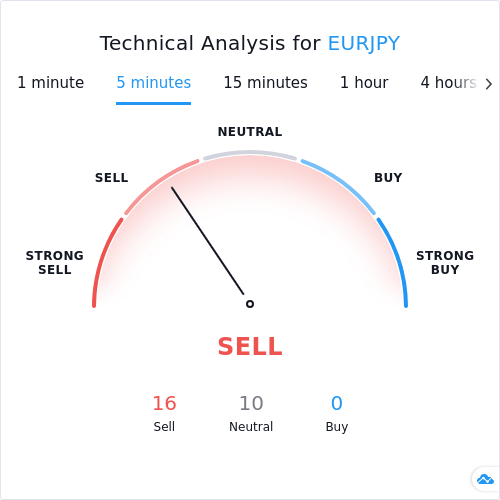 Technical Analysis for EURJPY
1 minute 5 minutes 15 minutes 1 hour 4 hours
NEUTRAL
SELL BUY
STRONG SELL STRONG BUY
SELL
16 10 0
Sell Neutral Buy